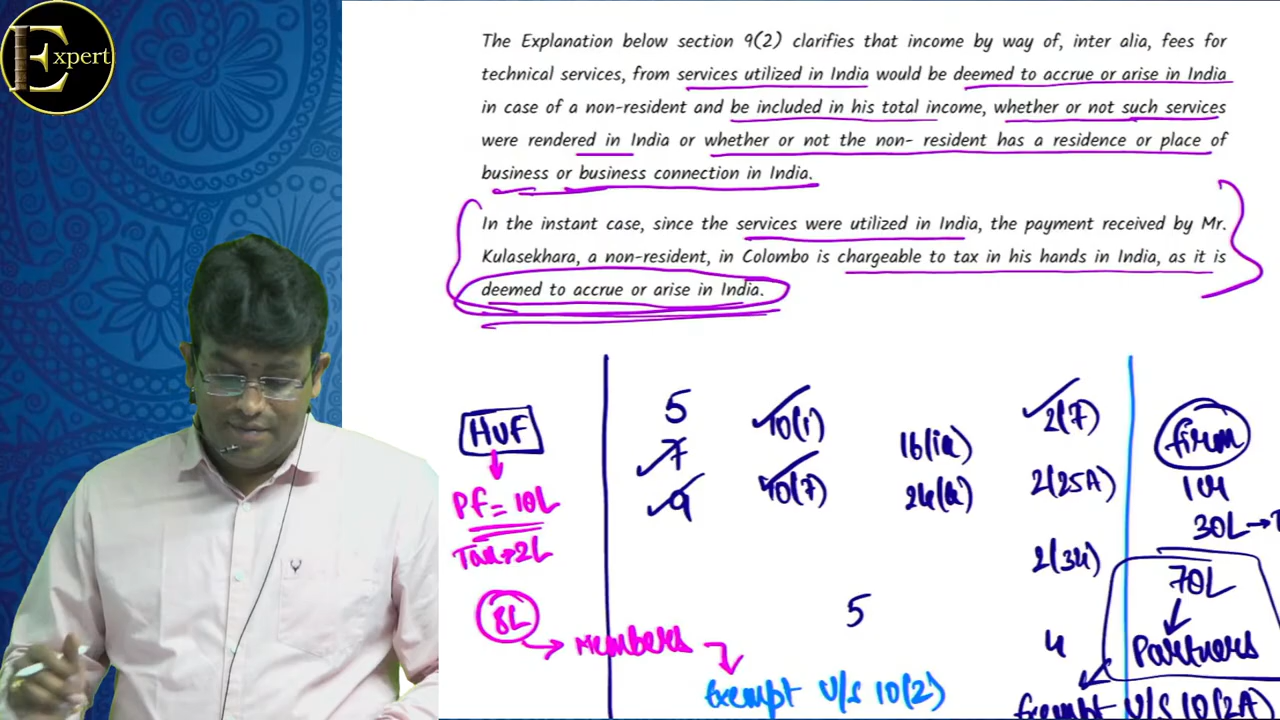 Expert
The Explanation below section 9(2) clarifies that income by way of, inter alia, fees for
technical services, from services utilized in India would be deemed to accrue or arise in India
in case of a non-resident and be included in his total income, whether or not such services
were rendered in India or whether or not the non- resident has a residence or place of
business or business connection in India.
In the instant case, since the services were utilized in India, the payment received by Mr.
Kulasekhara, a non-resident, in Colombo is chargeable to tax in his hands in India, as it is
deemed to accrue or arise in India.
HUF
Pf = 10L
Tax → 2L
8L → Members
Exempt U/S 10(2)
5
7
9
10(1)
10(7)
16(ia)
24(a)
2(7)
2(25A)
2(34)
5
4
firm
30L →
70L
Partners
Exempt U/S 10(2A)